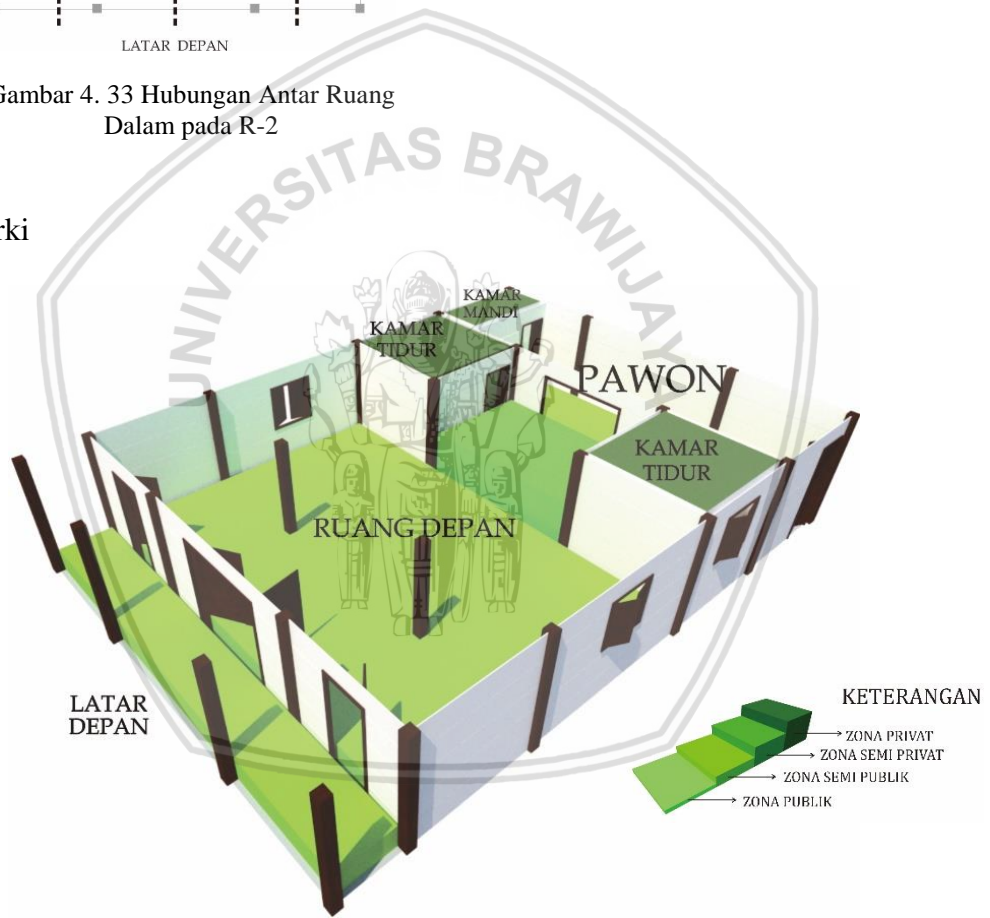 LATAR DEPAN
Gambar 4. 33 Hubungan Antar Ruang
Dalam pada R-2
rki
UNIVERSITAS BRAWIJAYA
KAMAR
MANDI
KAMAR
TIDUR
PAWON
KAMAR
TIDUR
RUANG DEPAN
LATAR
DEPAN
KETERANGAN
ZONA PRIVAT
ZONA SEMI PRIVAT
ZONA SEMI PUBLIK
ZONA PUBLIK